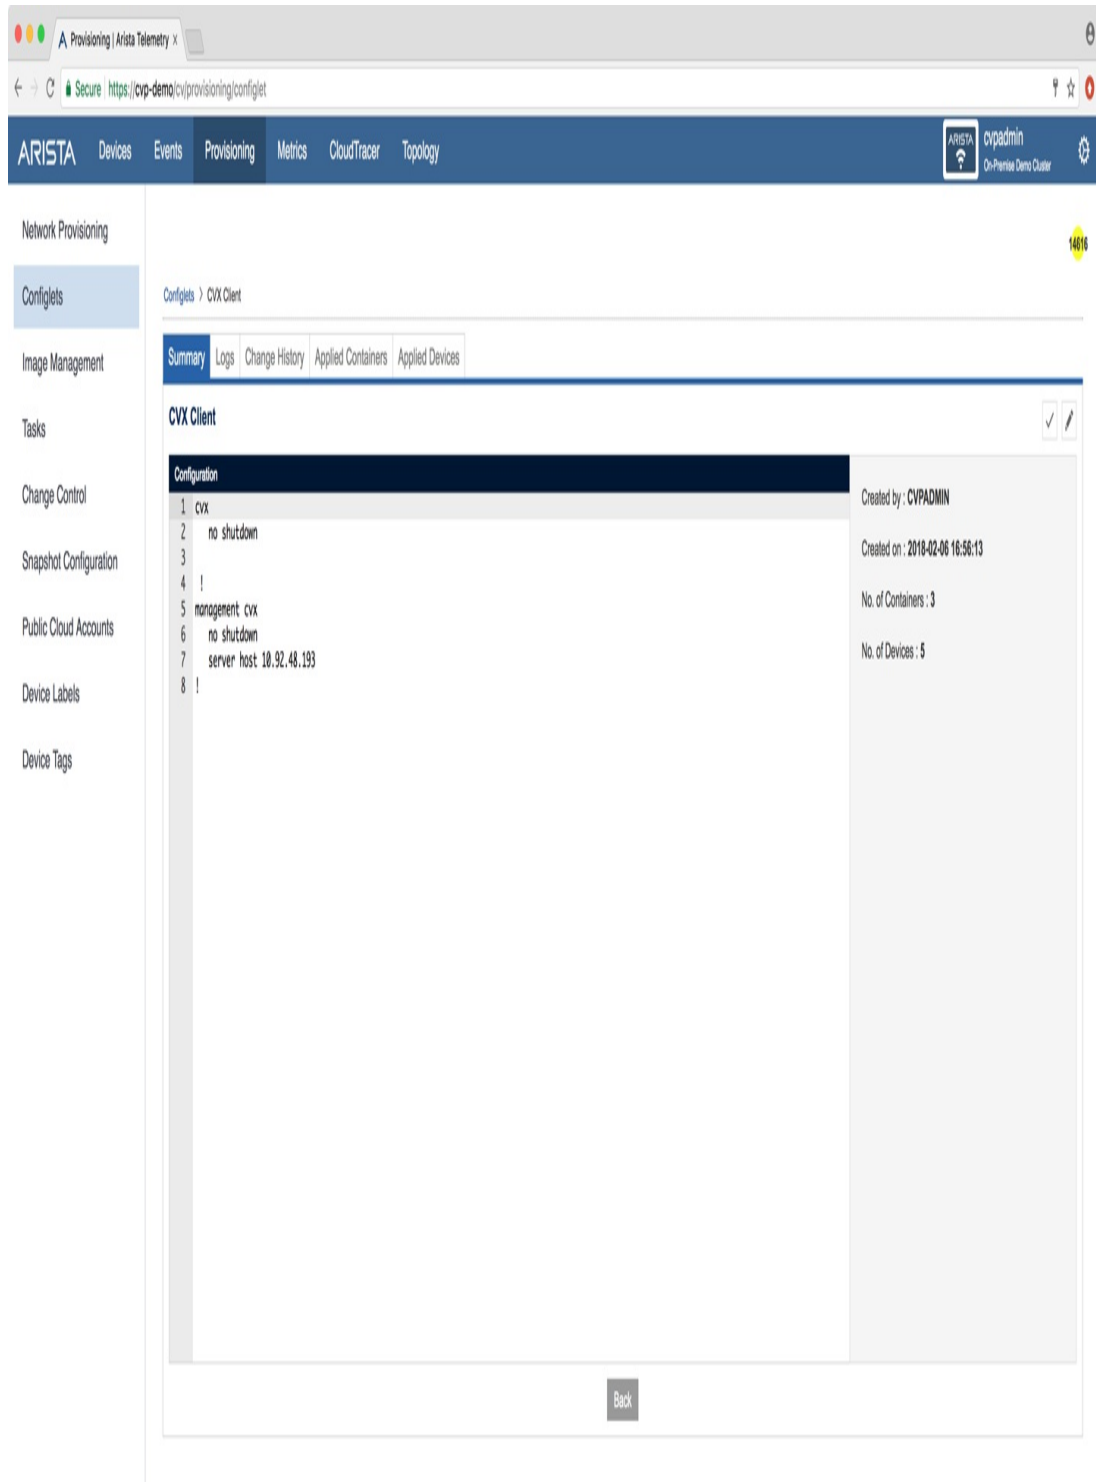 Provisioning | Arista Telemetry ×
Secure | https://cvp-demo/cv/provisioning/configlet
ARISTA Devices Events Provisioning Metrics CloudTracer Topology ARISTA cvpadmin
On-Premise Demo Cluster
Network Provisioning
14616
Configlets
Configlets > CVX Client
Image Management
Summary Logs Change History Applied Containers Applied Devices
Tasks
CVX Client
Change Control
Configuration
1 cvx
2 no shutdown
3
4 !
5 management cvx
6 no shutdown
7 server host 10.92.48.193
8 !
Created by : CVPADMIN
Created on : 2018-02-06 16:56:13
No. of Containers : 3
No. of Devices : 5
Snapshot Configuration
Public Cloud Accounts
Device Labels
Device Tags
Back